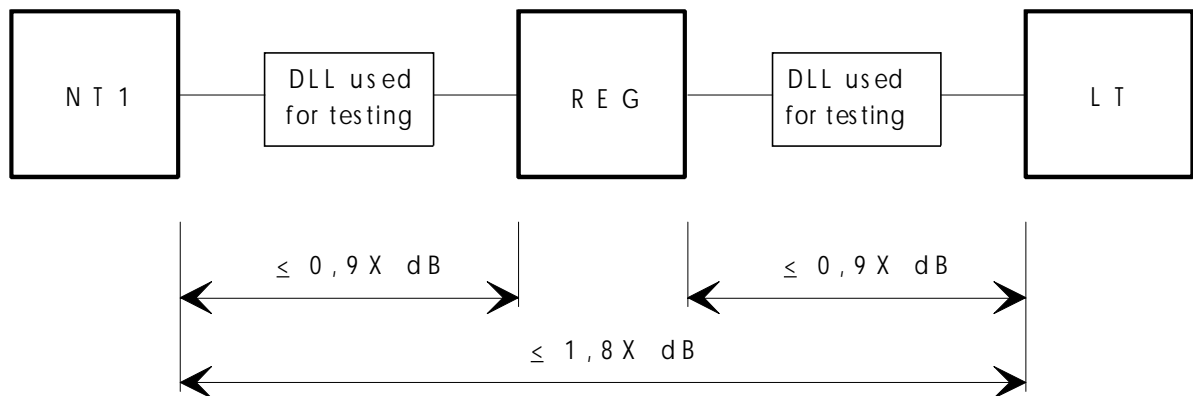 NT1
DLL used
for testing
REG
DLL used
for testing
LT
≤ 0,9X dB
≤ 0,9X dB
≤ 1,8X dB